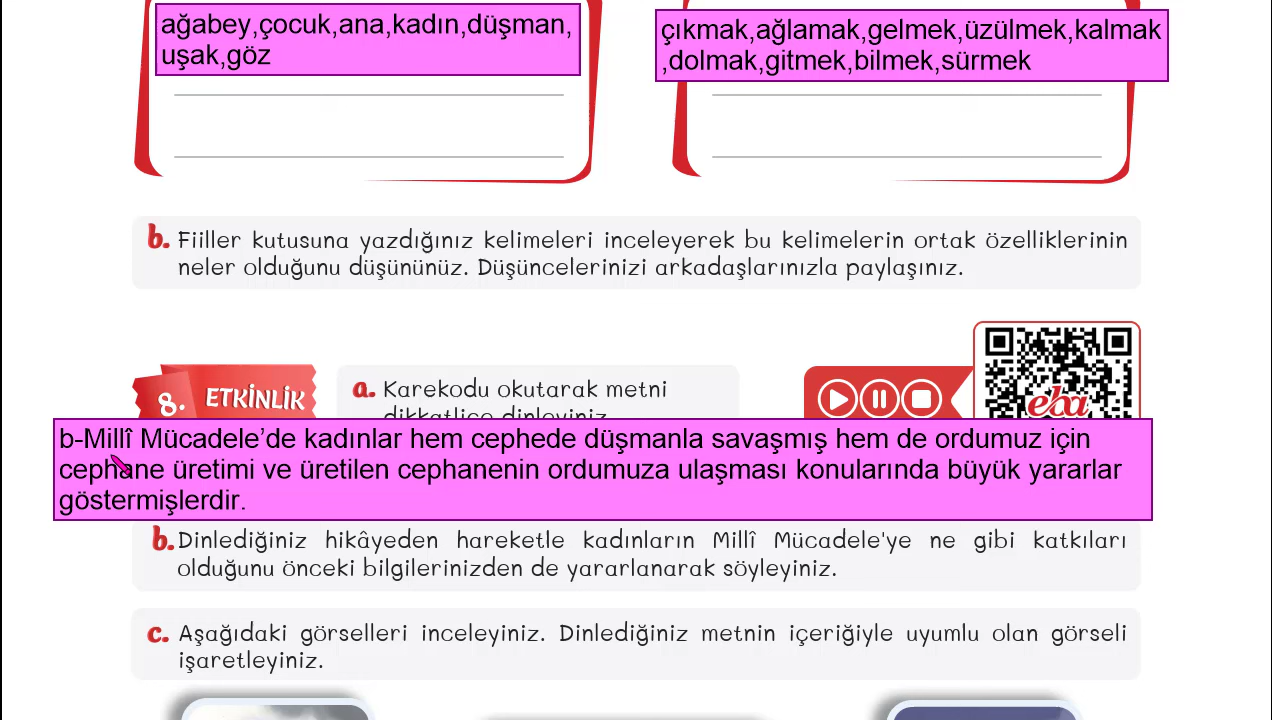 ağabey,çocuk,ana,kadın,düşman,
uşak,göz
çıkmak,ağlamak,gelmek,üzülmek,kalmak
,dolmak,gitmek,bilmek,sürmek
b. Fiiller kutusuna yazdığınız kelimeleri inceleyerek bu kelimelerin ortak özelliklerinin
neler olduğunu düşününüz. Düşüncelerinizi arkadaşlarınızla paylaşınız.
8. ETKİNLİK
a. Karekodu okutarak metni
dikkatlice dinleyiniz.
eba
b-Millî Mücadele’de kadınlar hem cephede düşmanla savaşmış hem de ordumuz için
cephane üretimi ve üretilen cephanenin ordumuza ulaşması konularında büyük yararlar
göstermişlerdir.
b. Dinlediğiniz hikâyeden hareketle kadınların Millî Mücadele'ye ne gibi katkıları
olduğunu önceki bilgilerinizden de yararlanarak söyleyiniz.
c. Aşağıdaki görselleri inceleyiniz. Dinlediğiniz metnin içeriğiyle uyumlu olan görseli
işaretleyiniz.